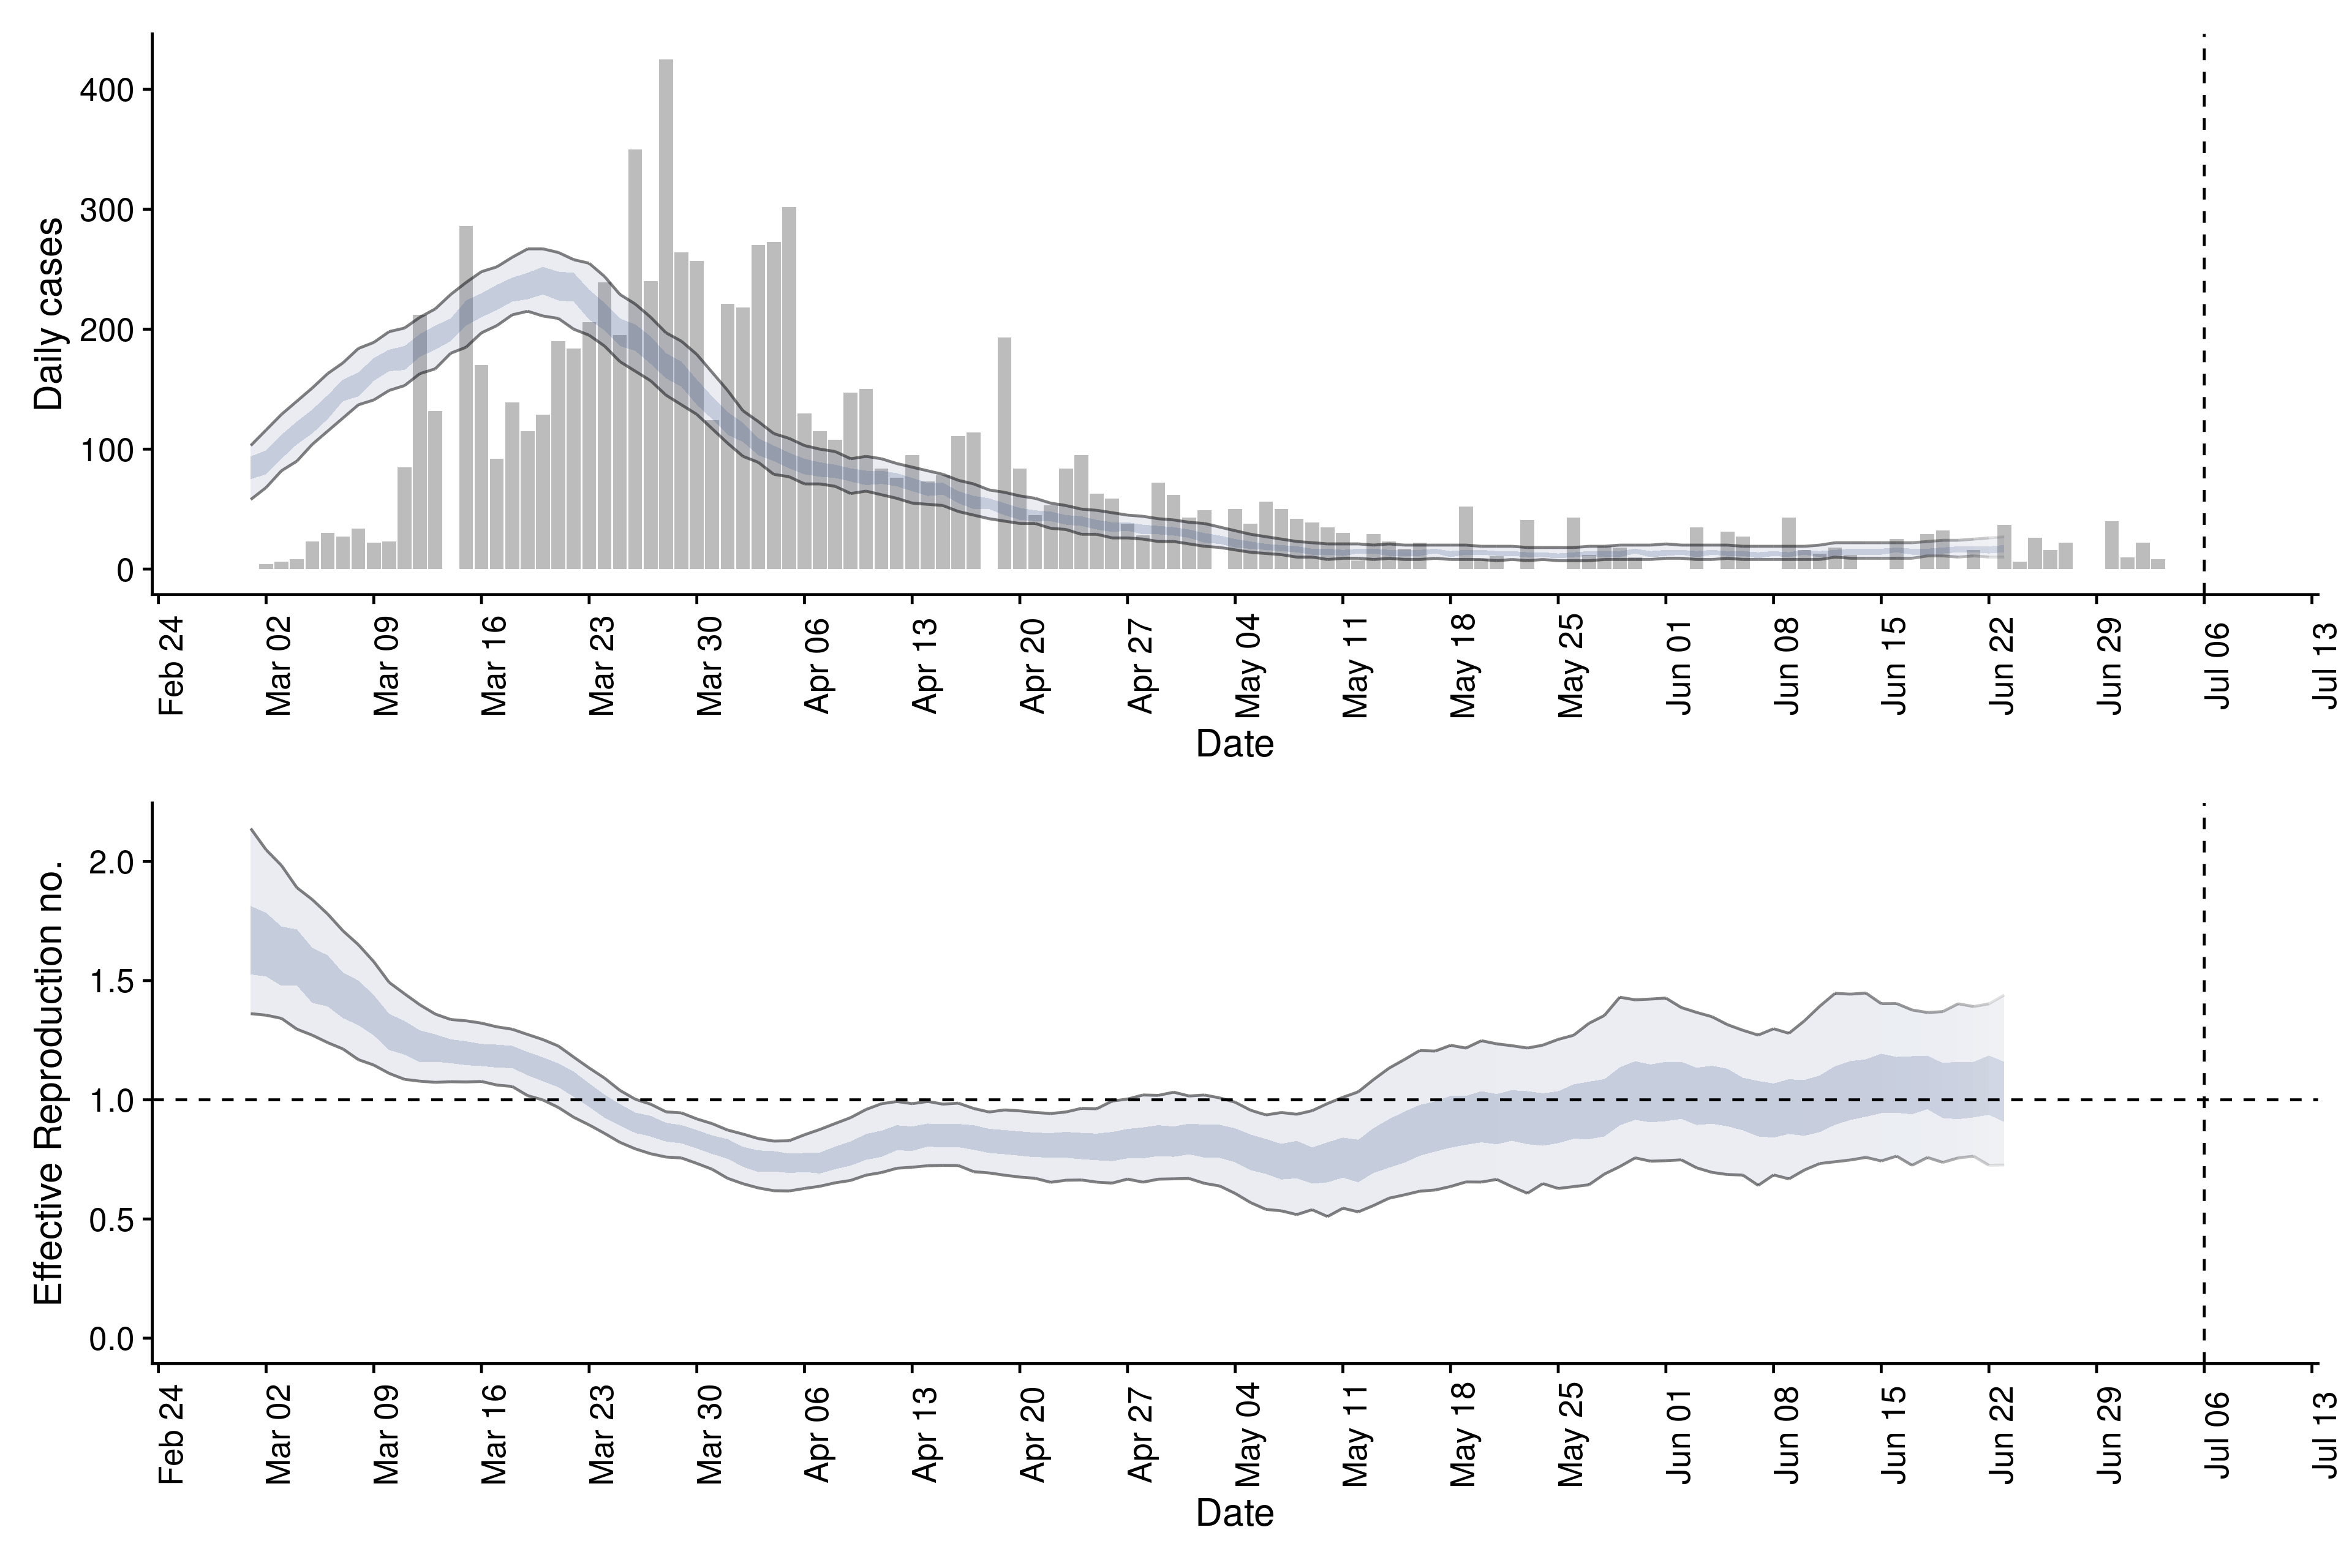 Daily cases
400
300
200
100
0
Feb 24
Mar 02
Mar 09
Mar 16
Mar 23
Mar 30
Apr 06
Apr 13
Apr 20
Apr 27
May 04
May 11
May 18
May 25
Jun 01
Jun 08
Jun 15
Jun 22
Jun 29
Jul 06
Jul 13
Date
Effective Reproduction no.
2.0
1.5
1.0
0.5
0.0
Feb 24
Mar 02
Mar 09
Mar 16
Mar 23
Mar 30
Apr 06
Apr 13
Apr 20
Apr 27
May 04
May 11
May 18
May 25
Jun 01
Jun 08
Jun 15
Jun 22
Jun 29
Jul 06
Jul 13
Date